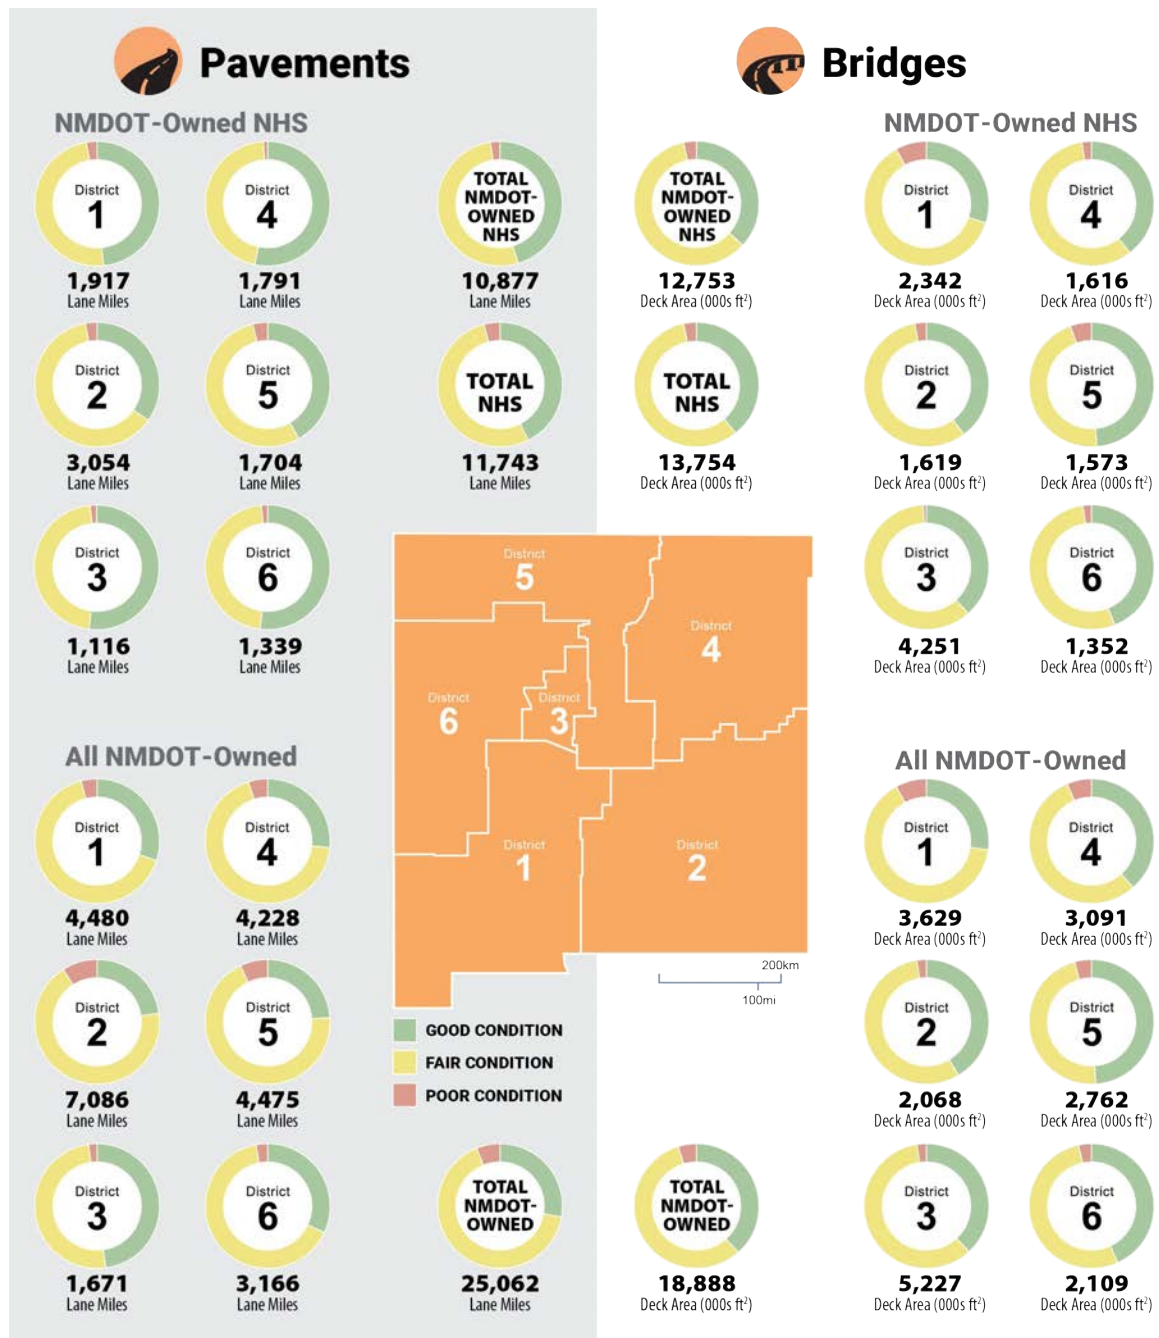 Pavements
NMDOT-Owned NHS
District
1
1,917
Lane Miles
District
4
1,791
Lane Miles
TOTAL
NMDOT-
OWNED
NHS
10,877
Lane Miles
District
2
3,054
Lane Miles
District
5
1,704
Lane Miles
TOTAL
NHS
11,743
Lane Miles
District
3
1,116
Lane Miles
District
6
1,339
Lane Miles
All NMDOT-Owned
District
1
4,480
Lane Miles
District
4
4,228
Lane Miles
District
2
7,086
Lane Miles
District
5
4,475
Lane Miles
District
3
1,671
Lane Miles
District
6
3,166
Lane Miles
TOTAL
NMDOT-
OWNED
25,062
Lane Miles
District
5
District
4
District
6
District
3
District
1
District
2
200km
100mi
GOOD CONDITION
FAIR CONDITION
POOR CONDITION
Bridges
NMDOT-Owned NHS
TOTAL
NMDOT-
OWNED
NHS
12,753
Deck Area (000s ft²)
District
1
2,342
Deck Area (000s ft²)
District
4
1,616
Deck Area (000s ft²)
TOTAL
NHS
13,754
Deck Area (000s ft²)
District
2
1,619
Deck Area (000s ft²)
District
5
1,573
Deck Area (000s ft²)
District
3
4,251
Deck Area (000s ft²)
District
6
1,352
Deck Area (000s ft²)
All NMDOT-Owned
District
1
3,629
Deck Area (000s ft²)
District
4
3,091
Deck Area (000s ft²)
District
2
2,068
Deck Area (000s ft²)
District
5
2,762
Deck Area (000s ft²)
TOTAL
NMDOT-
OWNED
18,888
Deck Area (000s ft²)
District
3
5,227
Deck Area (000s ft²)
District
6
2,109
Deck Area (000s ft²)